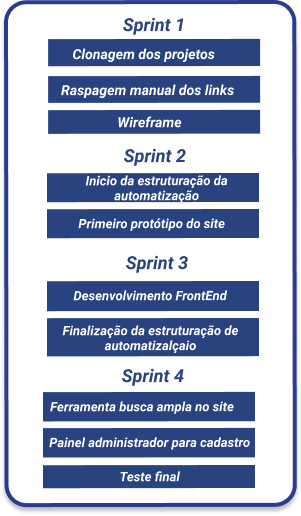 Sprint 1
Clonagem dos projetos
Raspagem manual dos links
Wireframe
Sprint 2
Inicio da estruturação da
automatização
Primeiro protótipo do site
Sprint 3
Desenvolvimento FrontEnd
Finalização da estruturação de
automatizalçaio
Sprint 4
Ferramenta busca ampla no site
Painel administrador para cadastro
Teste final